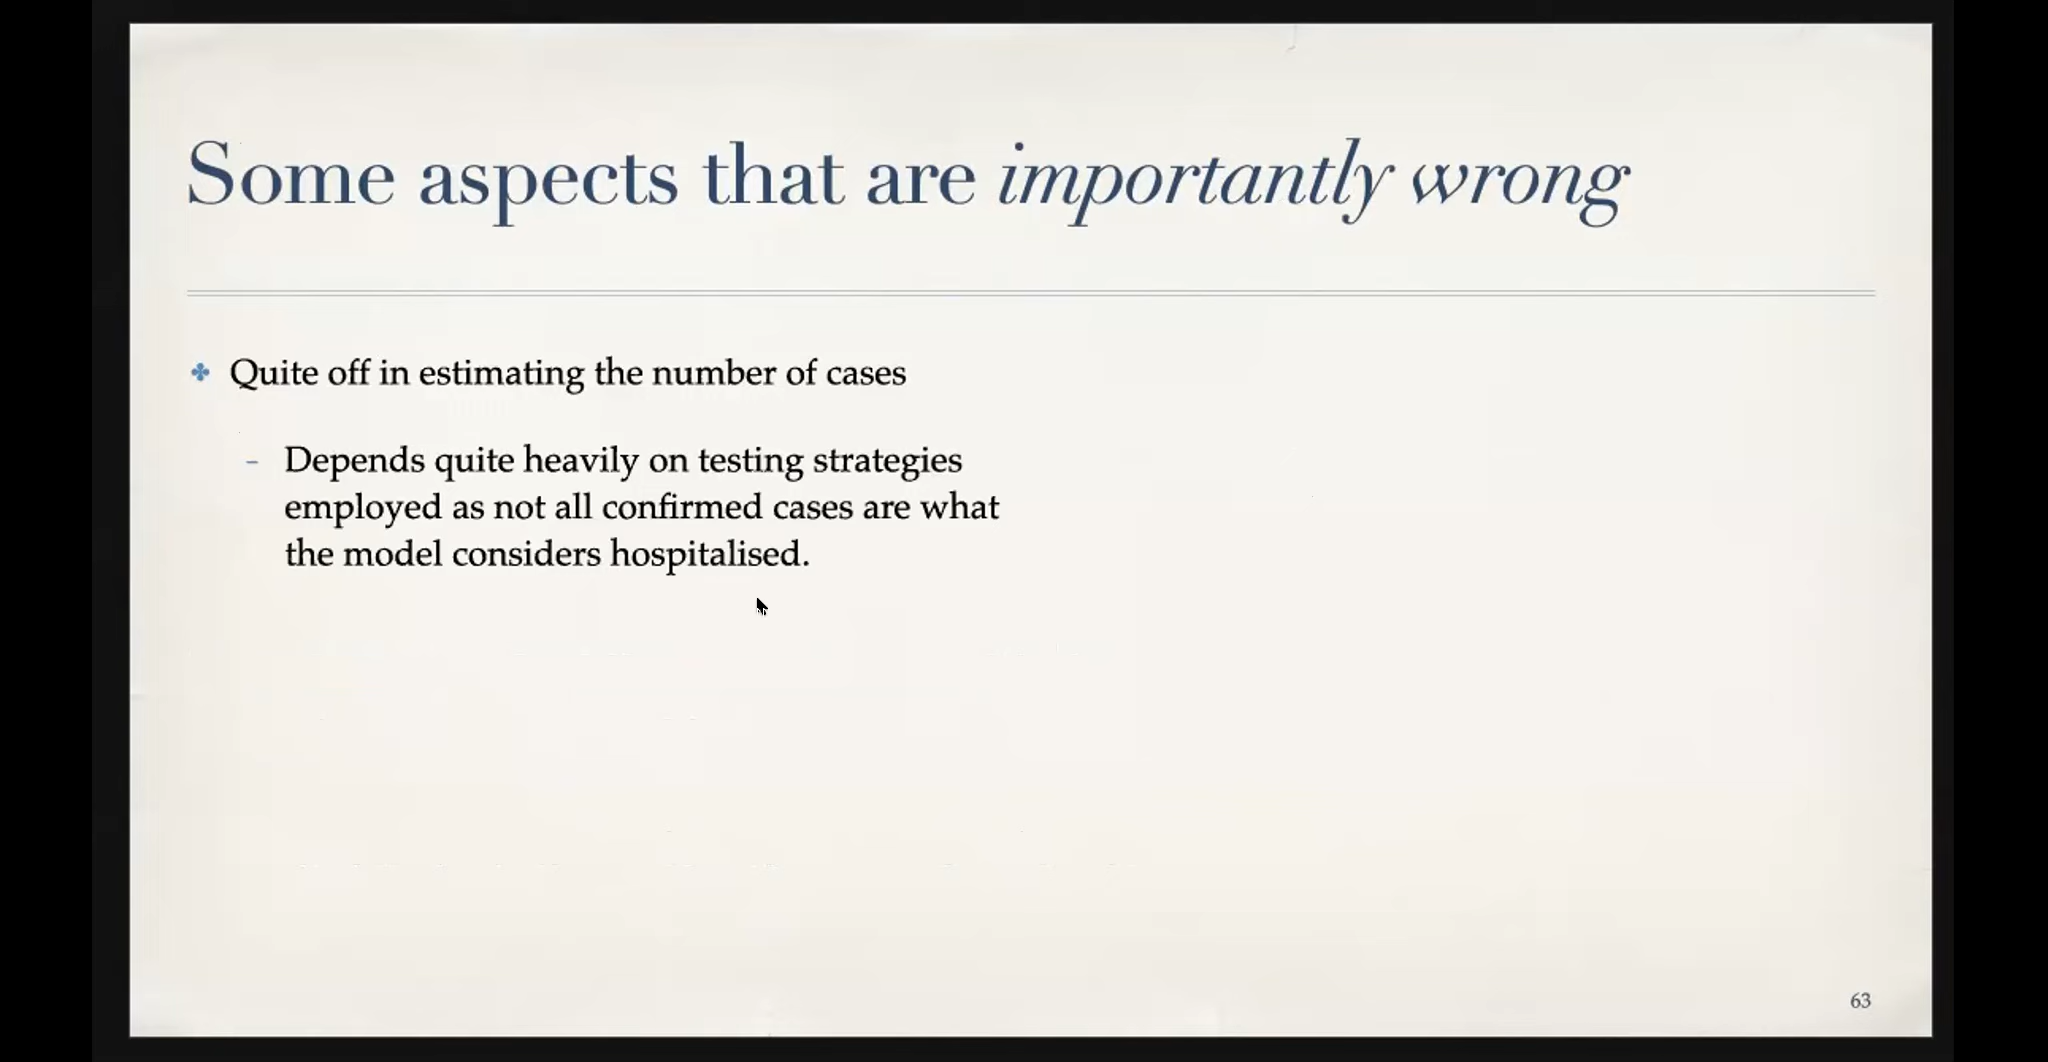 Some aspects that are importantly wrong
Quite off in estimating the number of cases
- Depends quite heavily on testing strategies
employed as not all confirmed cases are what
the model considers hospitalised.
63